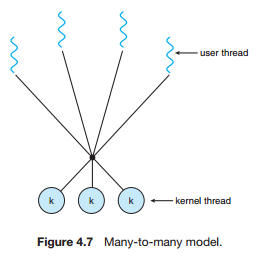 user thread
k k k
kernel thread
Figure 4.7 Many-to-many model.